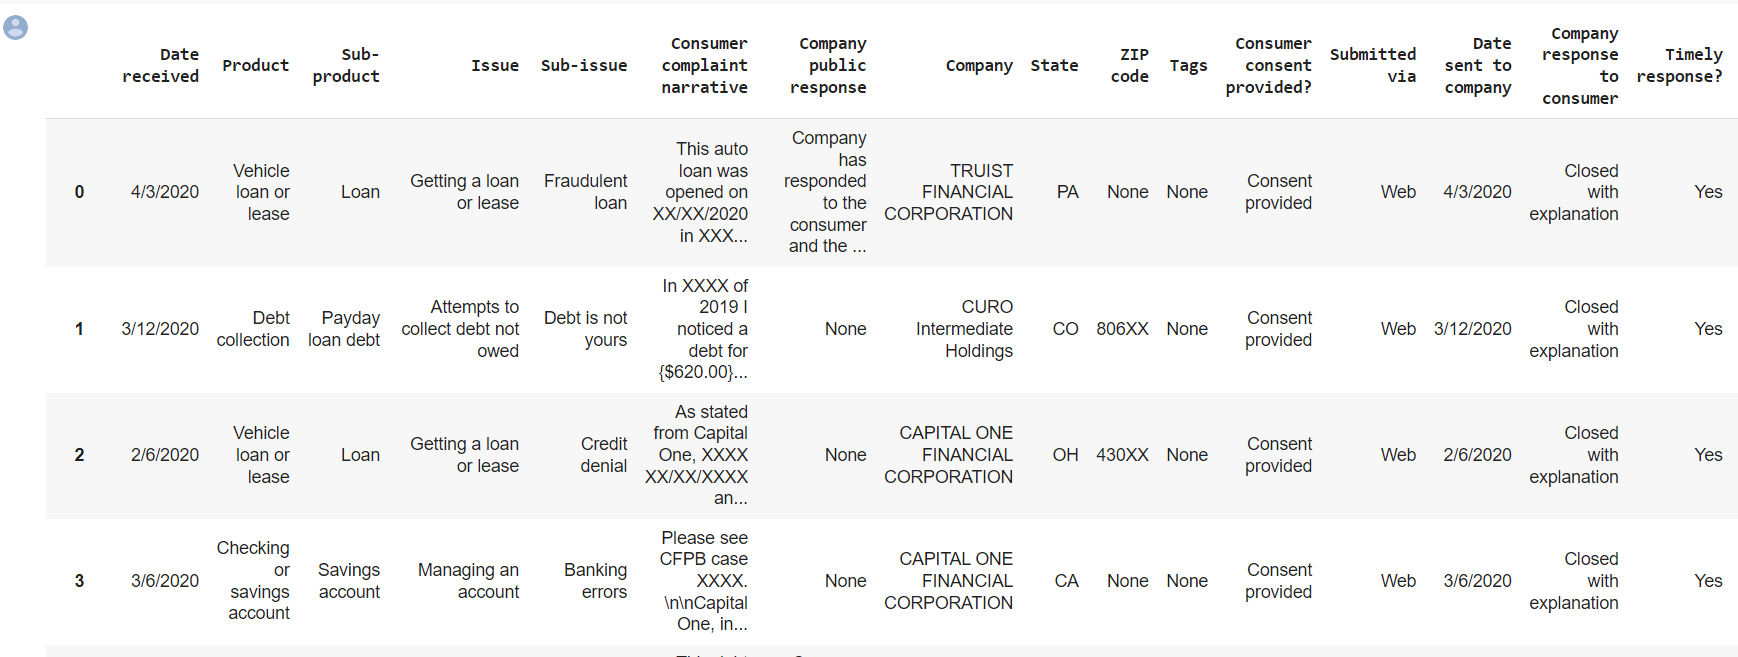 Date received Product Sub-product Issue Sub-issue Consumer complaint narrative Company public response Company State ZIP code Tags Consumer consent provided? Submitted via Date sent to company Company response to consumer Timely response?
0 4/3/2020 Vehicle loan or lease Loan Getting a loan or lease Fraudulent loan This auto loan was opened on XX/XX/2020 in XXX... Company has responded to the consumer and the ... TRUIST FINANCIAL CORPORATION PA None None Consent provided Web 4/3/2020 Closed with explanation Yes
1 3/12/2020 Debt collection Payday loan debt Attempts to collect debt not owed Debt is not yours In XXXX of 2019 I noticed a debt for {$620.00}... None CURO Intermediate Holdings CO 806XX None Consent provided Web 3/12/2020 Closed with explanation Yes
2 2/6/2020 Vehicle loan or lease Loan Getting a loan or lease Credit denial As stated from Capital One, XXXX XX/XX/XXXX an... None CAPITAL ONE FINANCIAL CORPORATION OH 430XX None Consent provided Web 2/6/2020 Closed with explanation Yes
3 3/6/2020 Checking or savings account Savings account Managing an account Banking errors Please see CFPB case XXXX. \n\nCapital One, in... None CAPITAL ONE FINANCIAL CORPORATION CA None None Consent provided Web 3/6/2020 Closed with explanation Yes